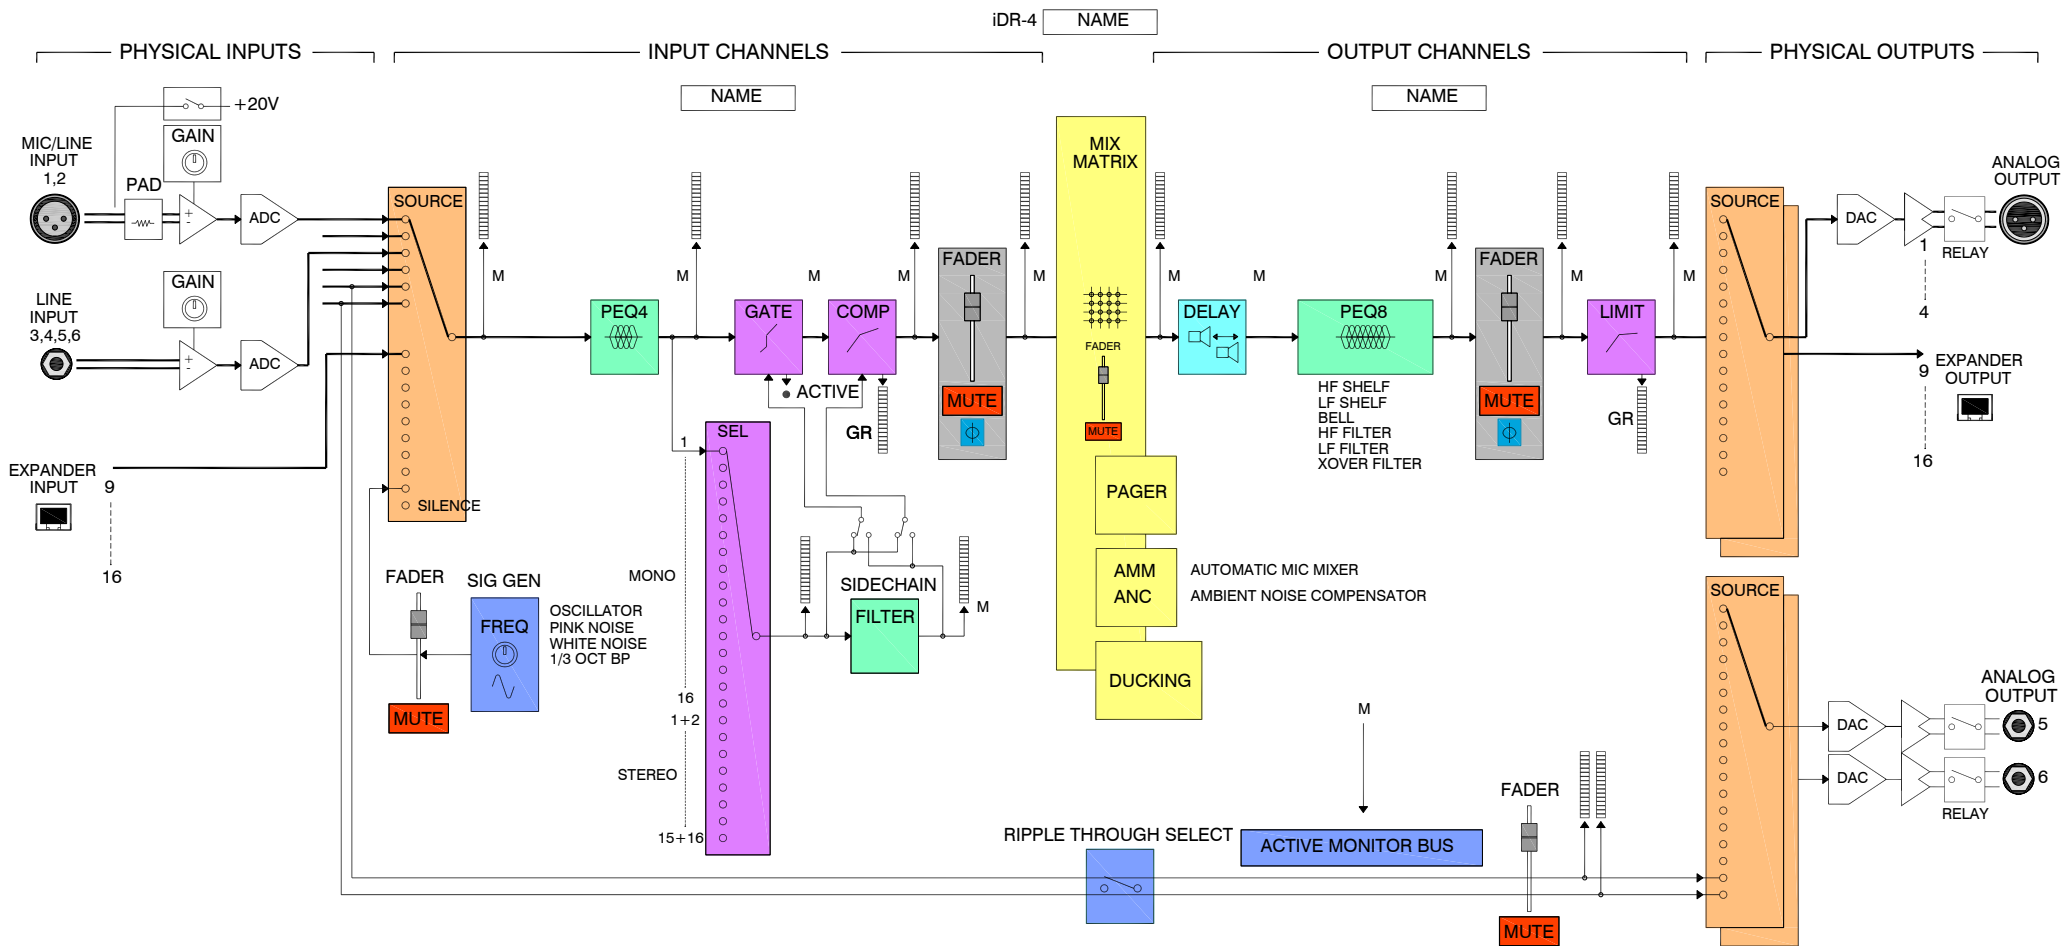 iDR-4 NAME
PHYSICAL INPUTS
INPUT CHANNELS
OUTPUT CHANNELS
PHYSICAL OUTPUTS
NAME
NAME
+20V
GAIN
MIC/LINE
INPUT
1,2
PAD
+
-
ADC
GAIN
LINE
INPUT
3,4,5,6
+
-
ADC
EXPANDER
INPUT
9
16
SOURCE
SILENCE
FADER
MUTE
SIG GEN
FREQ
OSCILLATOR
PINK NOISE
WHITE NOISE
1/3 OCT BP
M
PEQ4
M
GATE
ACTIVE
M
COMP
GR
M
FADER
MUTE
M
SEL
1
MONO
16
1+2
STEREO
15+16
SIDECHAIN
FILTER
M
MIX
MATRIX
FADER
MUTE
PAGER
AMM
ANC
AUTOMATIC MIC MIXER
AMBIENT NOISE COMPENSATOR
DUCKING
M
DELAY
M
PEQ8
HF SHELF
LF SHELF
BELL
HF FILTER
LF FILTER
XOVER FILTER
M
FADER
MUTE
M
LIMIT
GR
M
M
RIPPLE THROUGH SELECT
ACTIVE MONITOR BUS
FADER
MUTE
SOURCE
DAC
1
4
RELAY
ANALOG
OUTPUT
9
16
EXPANDER
OUTPUT
SOURCE
DAC
DAC
RELAY
ANALOG
OUTPUT
5
6